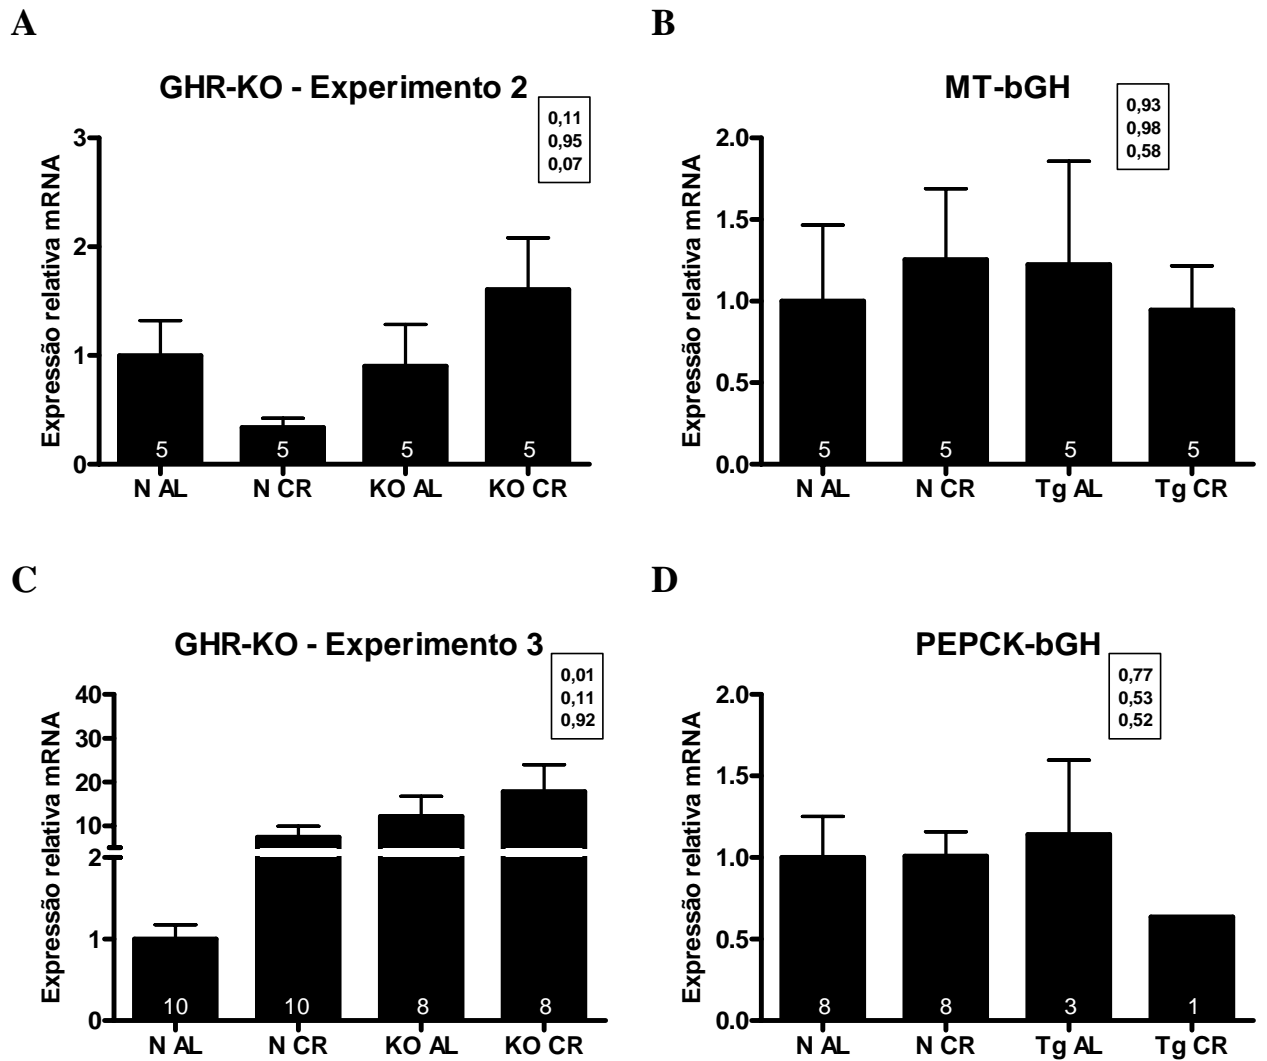 A
GHR-KO - Experimento 2
0,11
0,95
0,07
Expressão relativa mRNA
3
2
1
0
5 5 5 5
N AL N CR KO AL KO CR
B
MT-bGH
0,93
0,98
0,58
Expressão relativa mRNA
2.0
1.5
1.0
0.5
0.0
5 5 5 5
N AL N CR Tg AL Tg CR
C
GHR-KO - Experimento 3
0,01
0,11
0,92
Expressão relativa mRNA
40
30
20
10
2
1
0
10 10 8 8
N AL N CR KO AL KO CR
D
PEPCK-bGH
0,77
0,53
0,52
Expressão relativa mRNA
2.0
1.5
1.0
0.5
0.0
8 8 3 1
N AL N CR Tg AL Tg CR